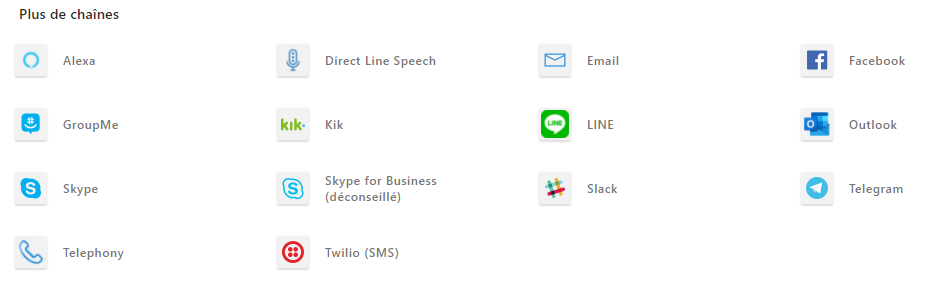 Plus de chaînes
Alexa
Direct Line Speech
Email
Facebook
GroupMe
kik.
Kik
LINE
LINE
Outlook
Skype
Skype for Business
(déconseillé)
Slack
Telegram
Telephony
Twilio (SMS)